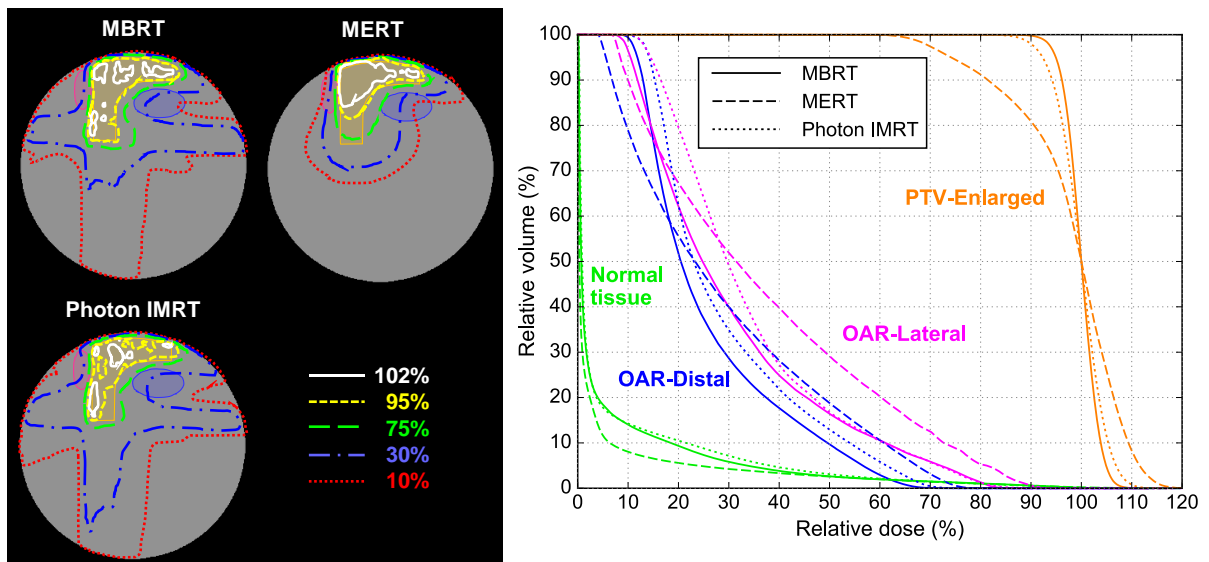 MBRT
MERT
Photon IMRT
102%
95%
75%
30%
10%
Relative volume (%)
100
90
80
70
60
50
40
30
20
10
0
MBRT
MERT
Photon IMRT
PTV-Enlarged
Normal
tissue
OAR-Lateral
OAR-Distal
0 10 20 30 40 50 60 70 80 90 100 110 120
Relative dose (%)